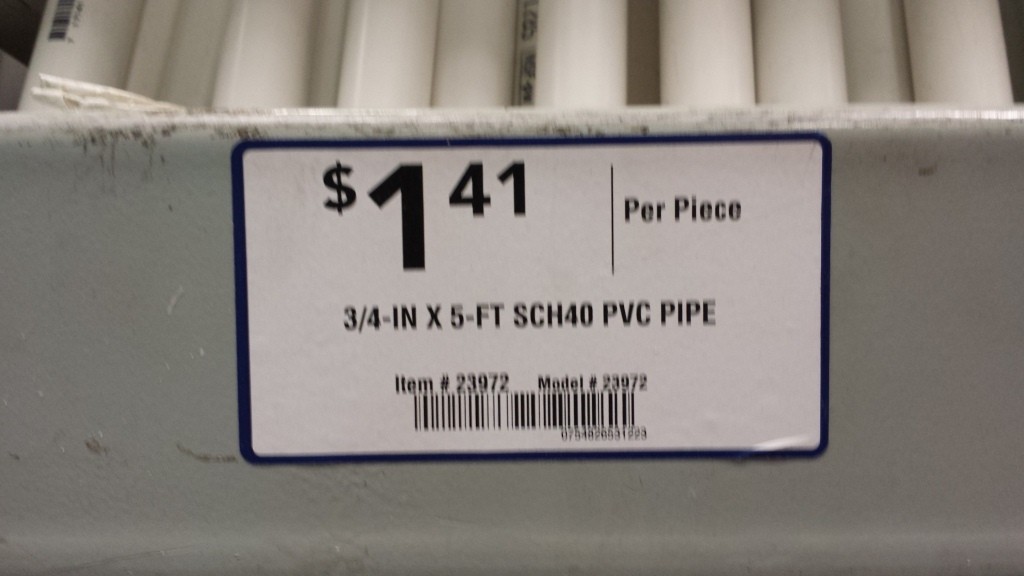 $1 41
Per Piece
3/4-IN X 5-FT SCH40 PVC PIPE
Item # 23972 Model # 23972